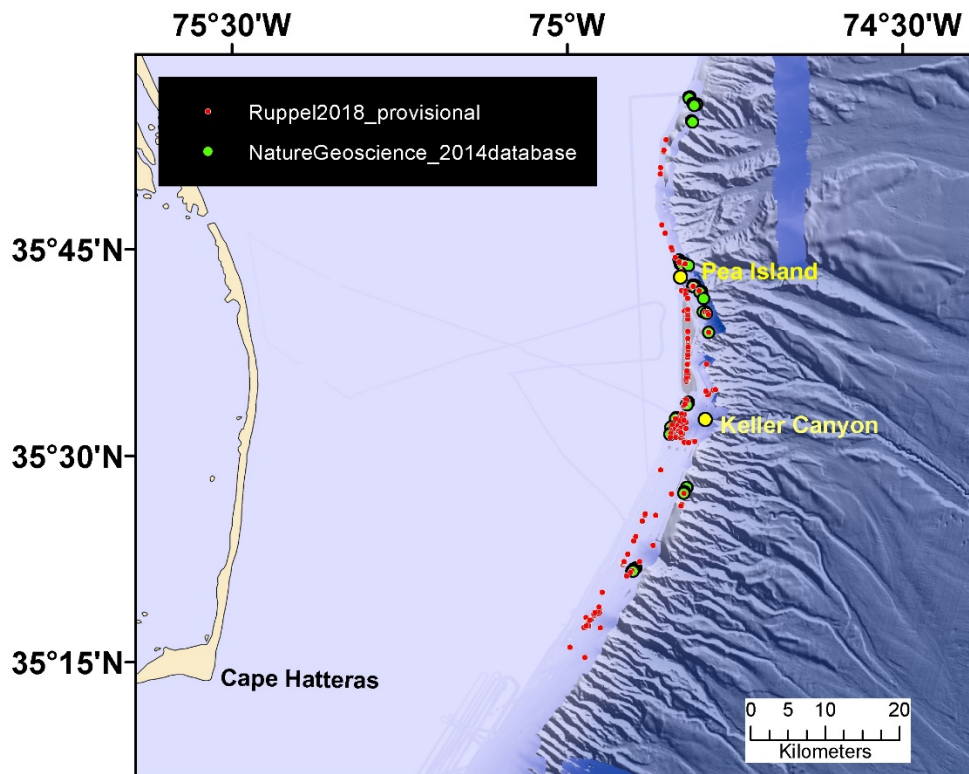 75°30'W 75°W 74°30'W
Ruppel2018_provisional
NatureGeoscience_2014database
35°45'N
Pea Island
35°30'N
Keller Canyon
35°15'N
Cape Hatteras
0 5 10 20
Kilometers